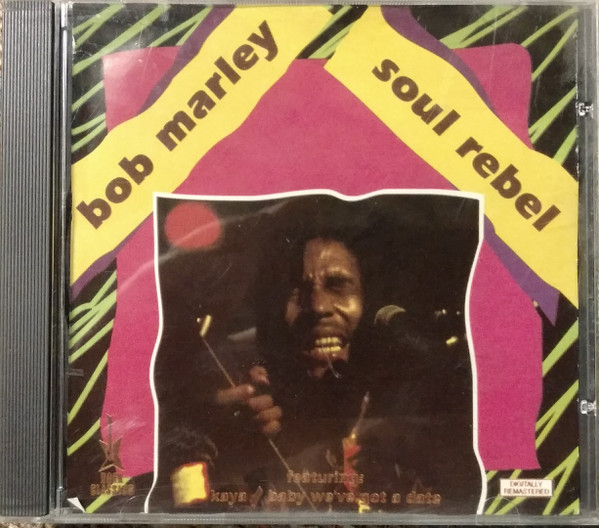 bob marley
soul rebel
featuring:
kaya / baby we've got a date
DIGITALLY
REMASTERED